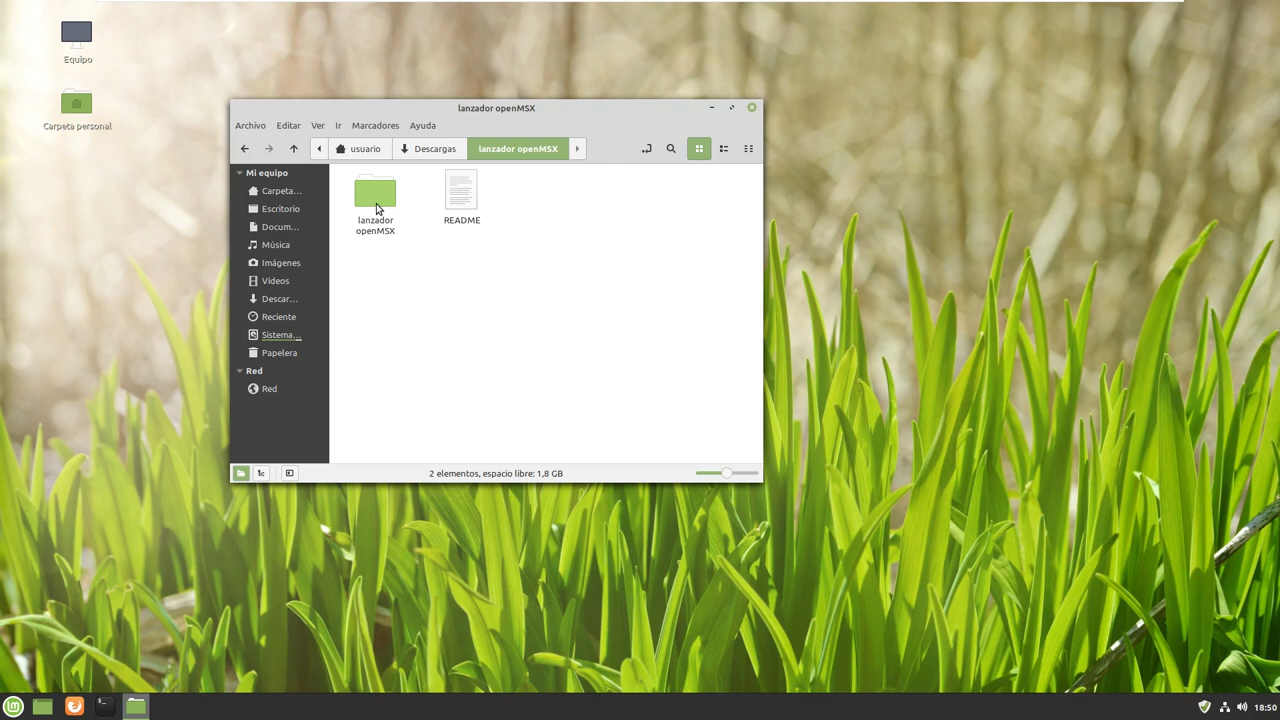 Equipo
Carpeta personal
lanzador openMSX
Archivo Editar Ver Ir Marcadores Ayuda
usuario Descargas lanzador openMSX
Mi equipo
Carpeta...
Escritorio
Docum...
Música
Imágenes
Vídeos
Descar...
Reciente
Sistema...
Papelera
Red
Red
lanzador
openMSX
README
2 elementos, espacio libre: 1,8 GB
18:50